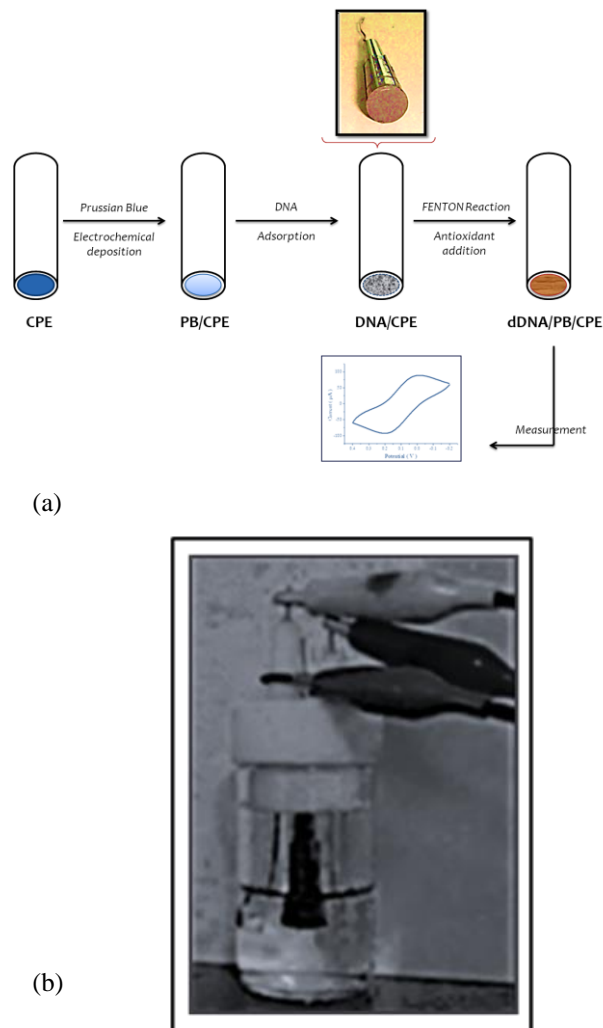 Prussian Blue
Electrochemical
deposition
DNA
Adsorption
FENTON Reaction
Antioxidant
addition
CPE
PB/CPE
DNA/CPE
dDNA/PB/CPE
Potential ( V )
Measurement
(a)
(b)